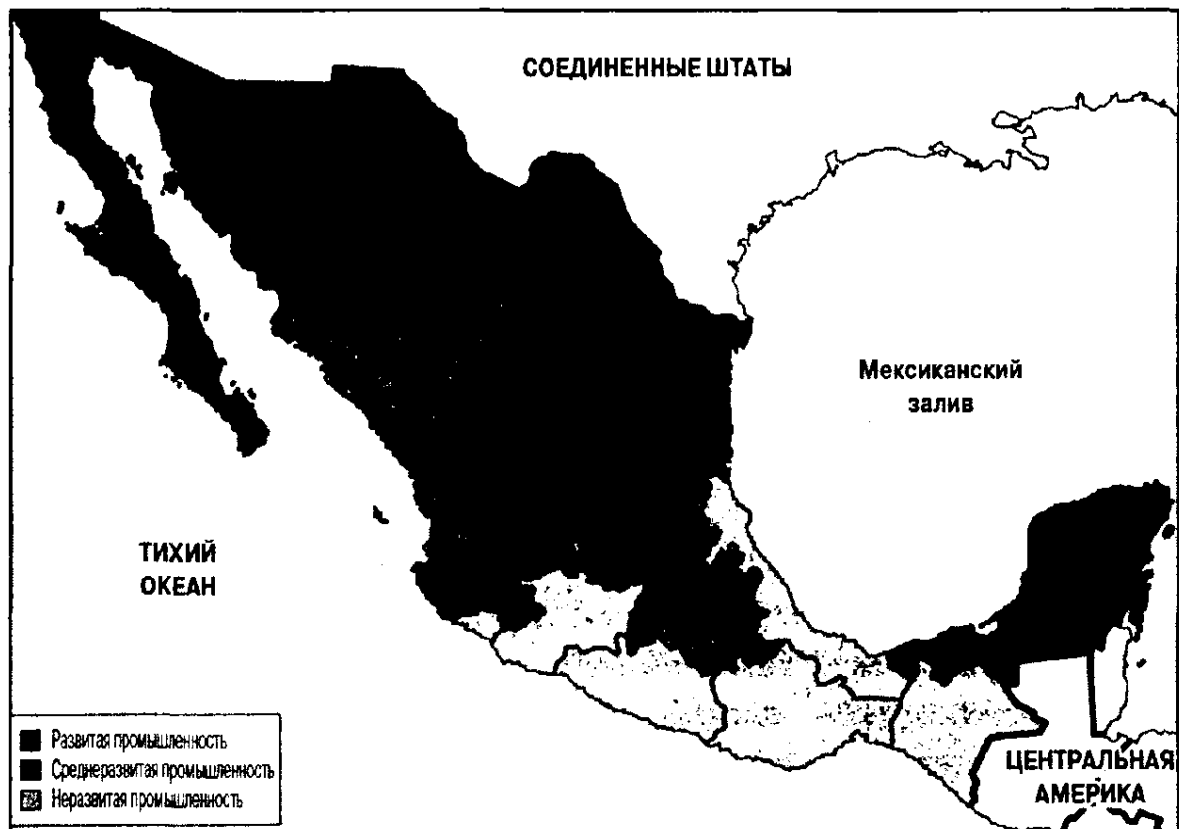 СОЕДИНЕННЫЕ ШТАТЫ
Мексиканский
залив
ТИХИЙ
ОКЕАН
Развитая промышленность
Среднеразвитая промышленность
Неразвитая промышленность
ЦЕНТРАЛЬНАЯ
АМЕРИКА